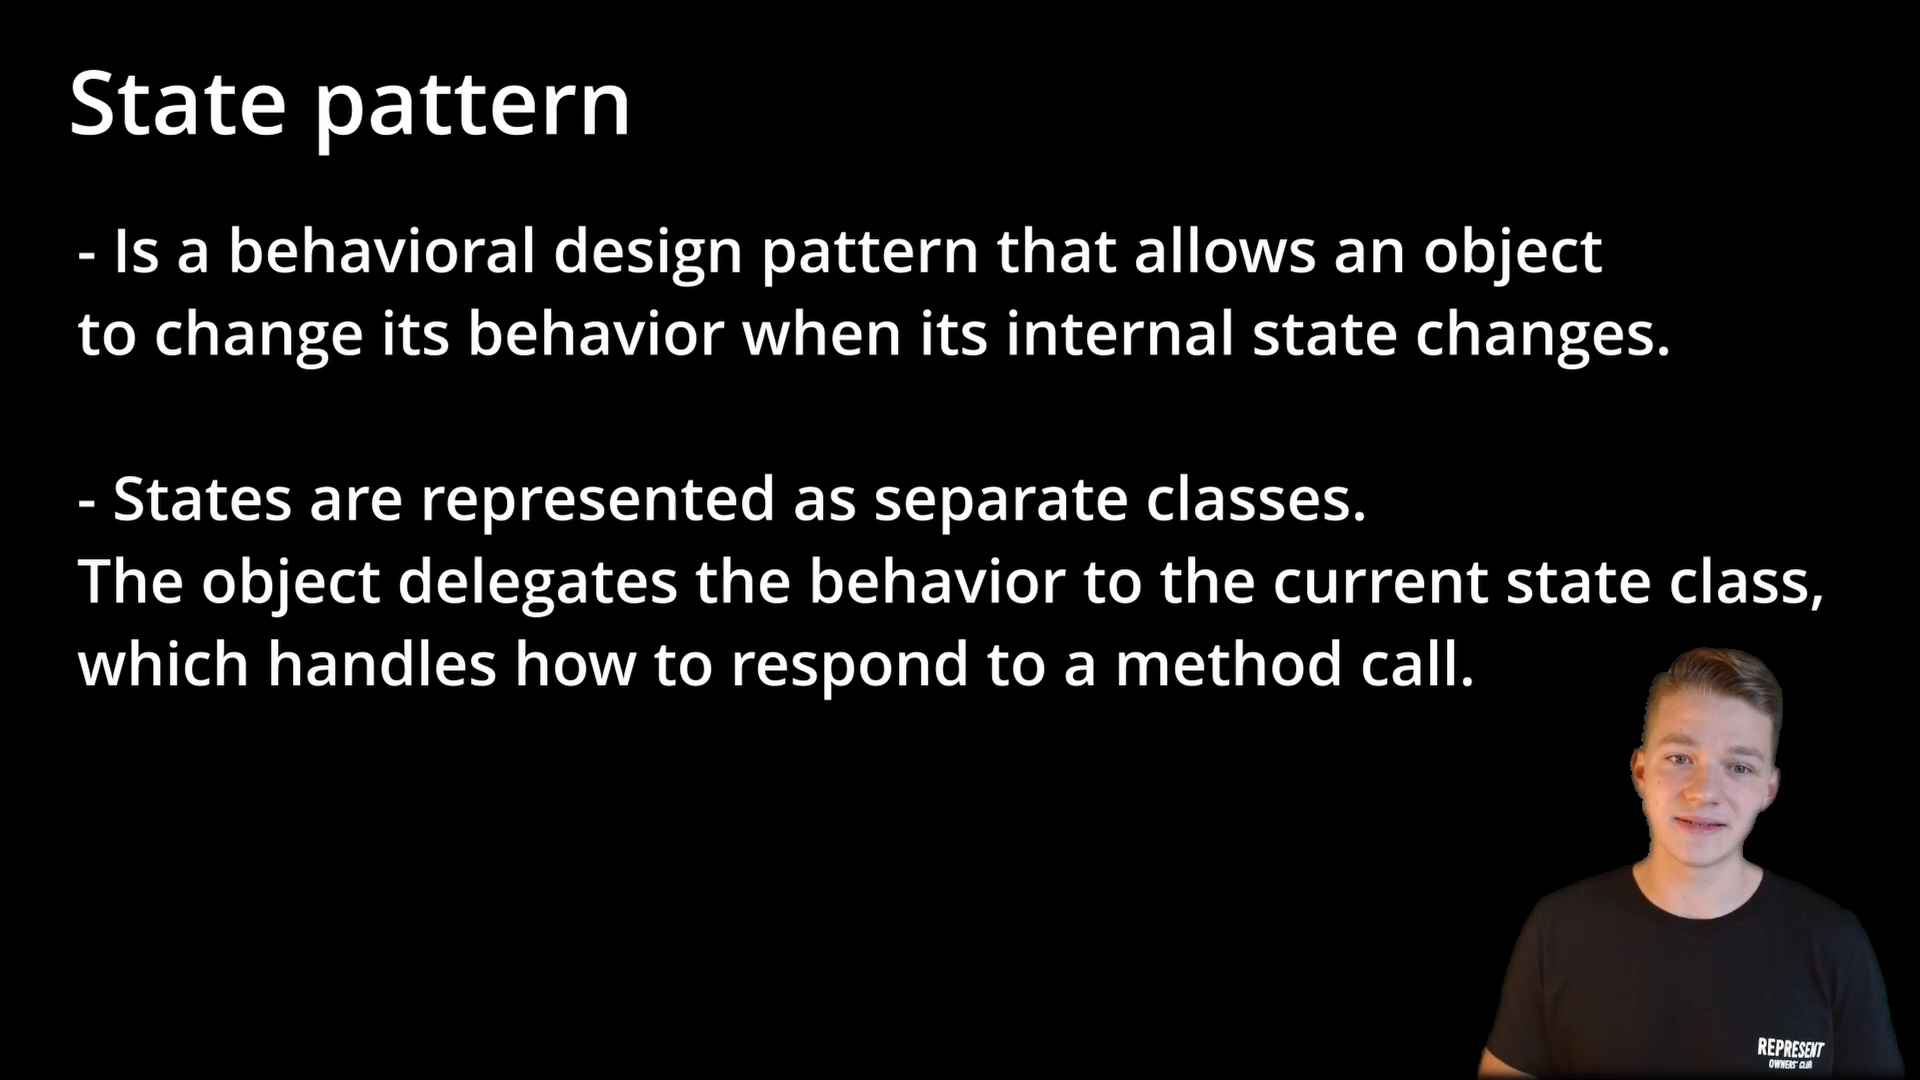 State pattern
- Is a behavioral design pattern that allows an object
to change its behavior when its internal state changes.
- States are represented as separate classes.
The object delegates the behavior to the current state class,
which handles how to respond to a method call.
REPRESENT
OWNERS' CLUB